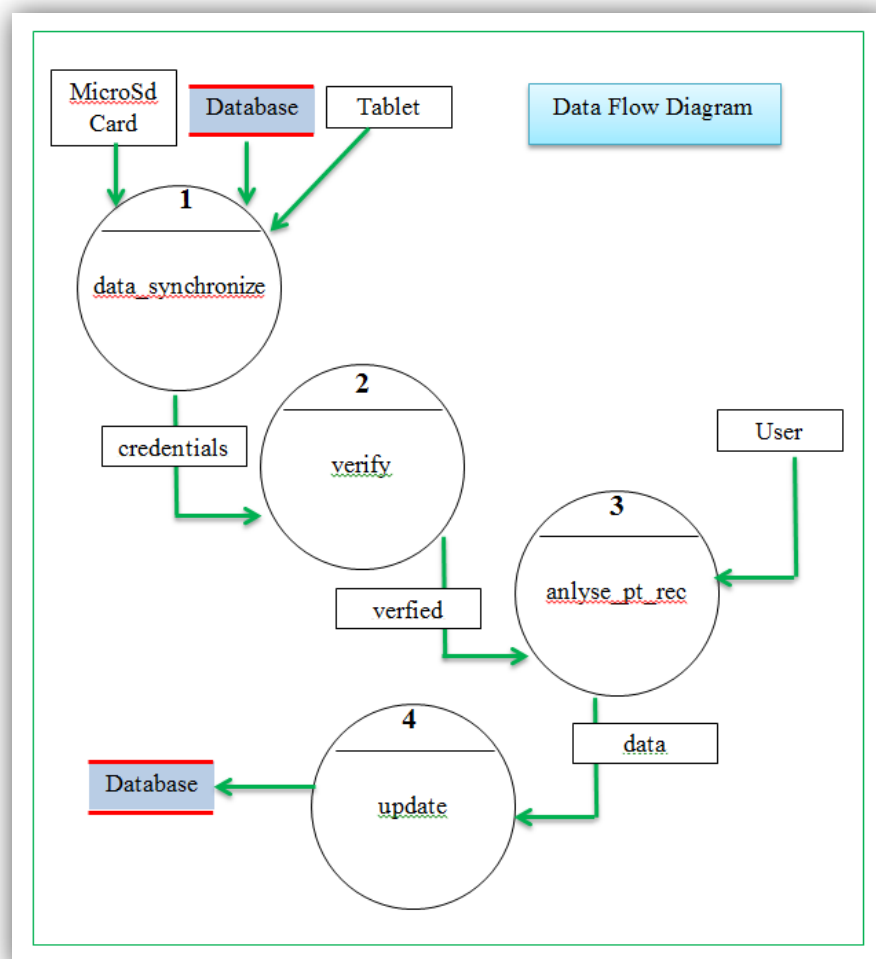 MicroSd
Card
Database
Tablet
Data Flow Diagram
1
data_synchronize
credentials
2
verify
User
3
anlyse_pt_rec
verfied
4
data
Database
update